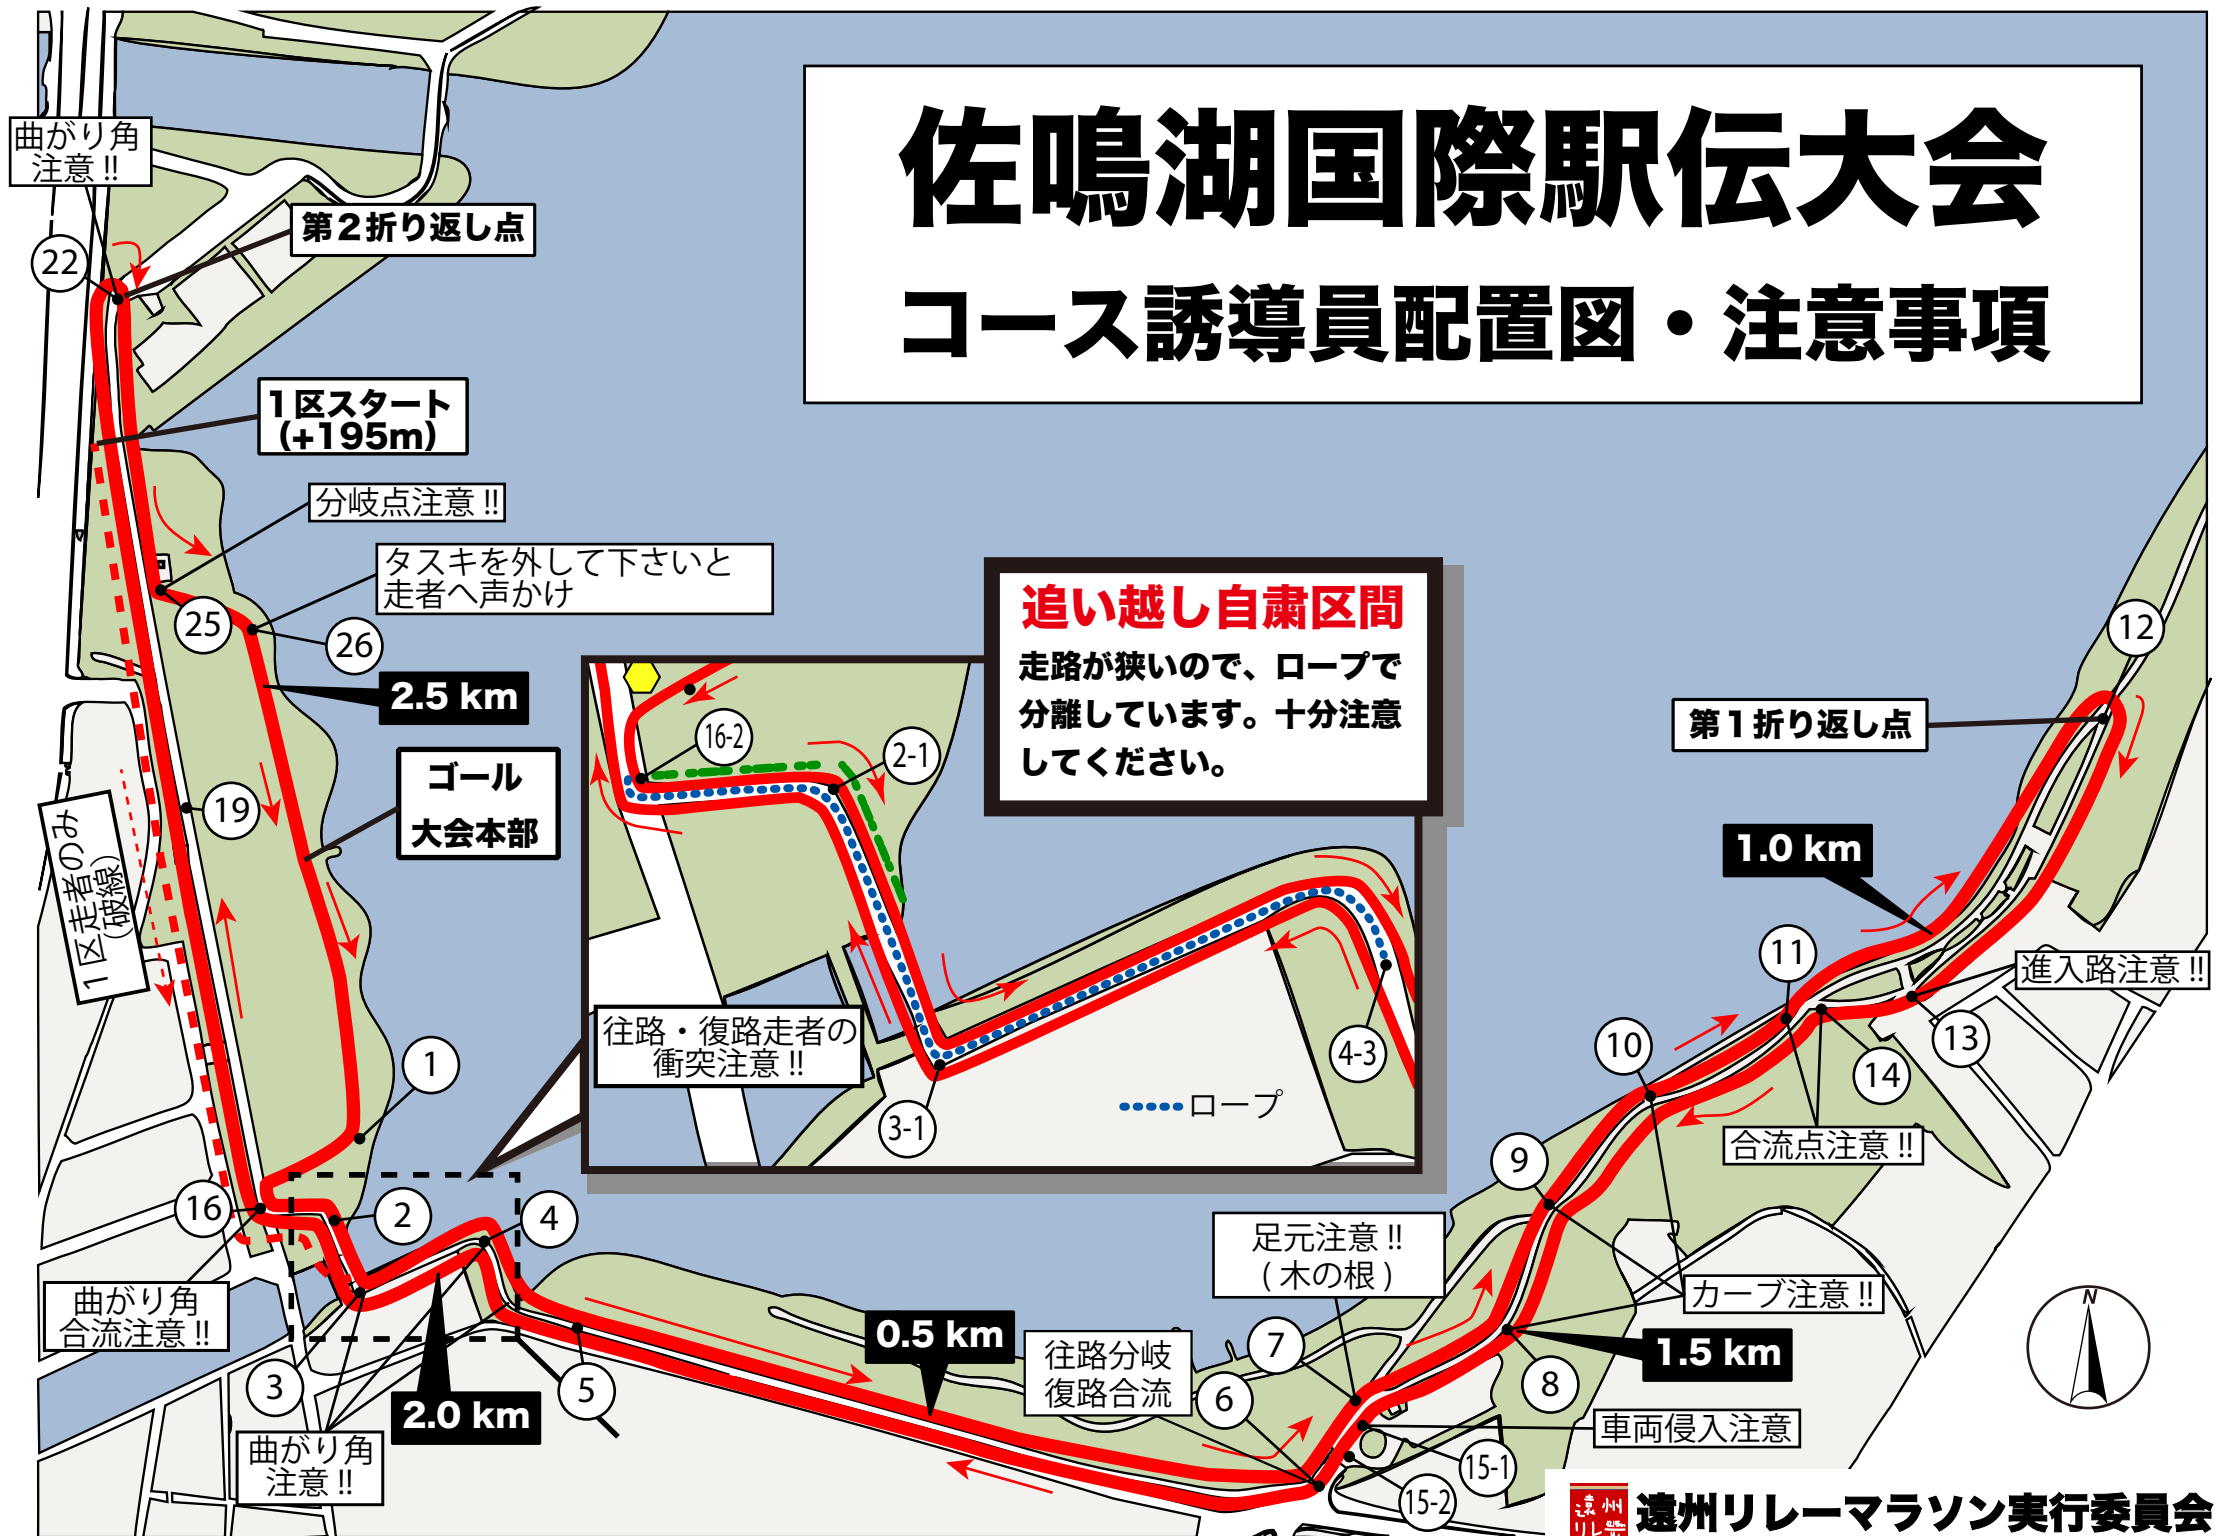 佐鳴湖国際駅伝大会
コース誘導員配置図・注意事項
曲がり角
注意!!
22
第2折り返し点
1区スタート
(+195m)
分岐点注意!!
タスキを外して下さいと
走者へ声かけ
25
26
2.5 km
ゴール
大会本部
19
1区走者のみ
(破線)
追い越し自粛区間
走路が狭いので、ロープで
分離しています。十分注意
してください。
16-2
2-1
往路・復路走者の
衝突注意!!
3-1
4-3
ロープ
12
第1折り返し点
1.0 km
11
進入路注意!!
10
13
14
合流点注意!!
1
9
16
2
4
足元注意!!
(木の根)
カーブ注意!!
曲がり角
合流注意!!
0.5 km
往路分岐
復路合流
7
1.5 km
3
5
6
8
2.0 km
車両侵入注意
曲がり角
注意!!
15-1
15-2
N
遠州リレーマラソン実行委員会
遠州
リレー